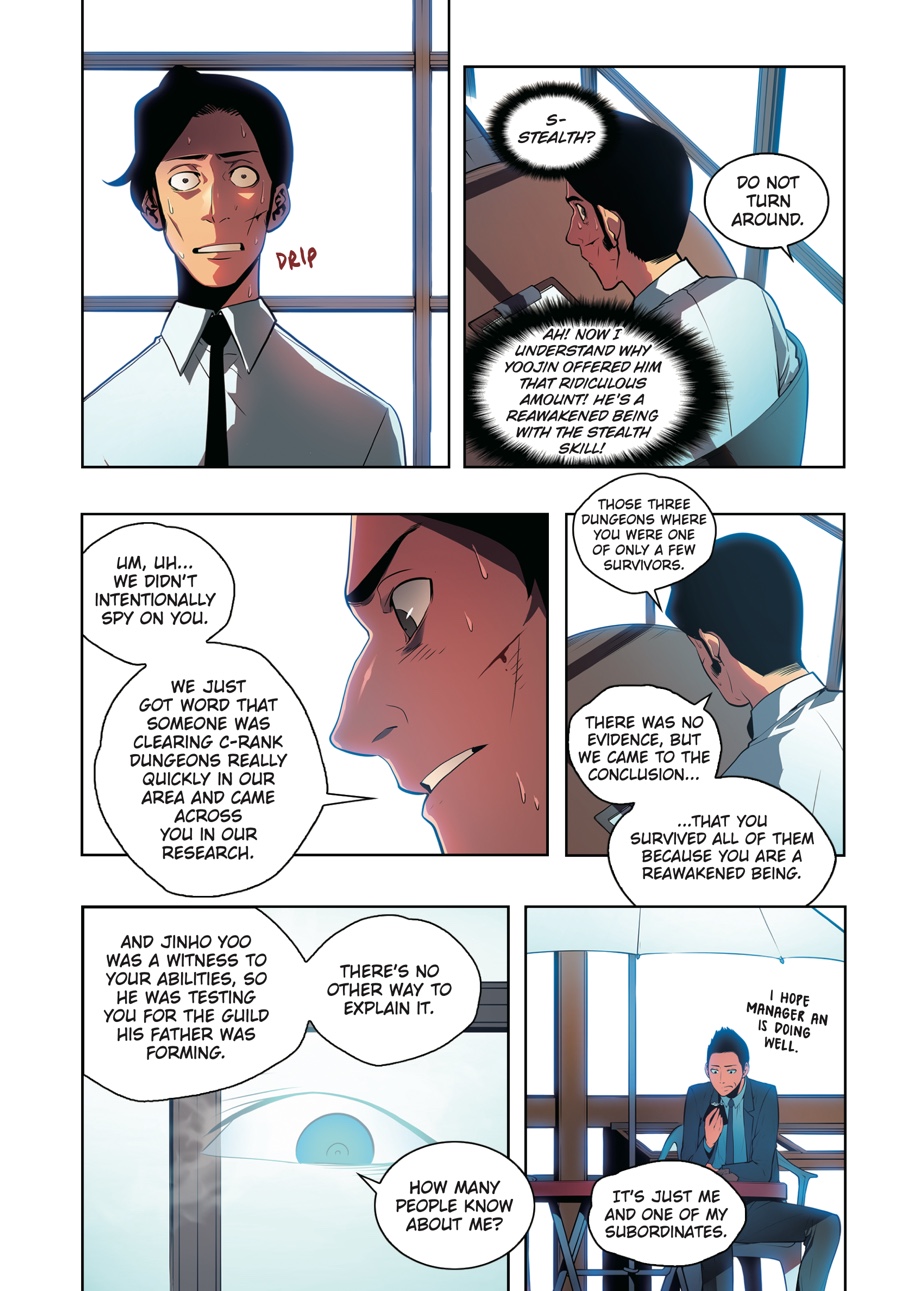 DRIP
S-
STEALTH?
DO NOT
TURN
AROUND.
AH! NOW I
UNDERSTAND WHY
YOOJIN OFFERED HIM
THAT RIDICULOUS
AMOUNT! HE'S A
REAWAKENED BEING
WITH THE STEALTH
SKILL!
UM, UH...
WE DIDN'T
INTENTIONALLY
SPY ON YOU.
WE JUST
GOT WORD THAT
SOMEONE WAS
CLEARING C-RANK
DUNGEONS REALLY
QUICKLY IN OUR
AREA AND CAME
ACROSS
YOU IN OUR
RESEARCH.
THOSE THREE
DUNGEONS WHERE
YOU WERE ONE
OF ONLY A FEW
SURVIVORS.
THERE WAS NO
EVIDENCE, BUT
WE CAME TO THE
CONCLUSION...
...THAT YOU
SURVIVED ALL OF THEM
BECAUSE YOU ARE A
REAWAKENED BEING.
AND JINHO YOO
WAS A WITNESS TO
YOUR ABILITIES, SO
HE WAS TESTING
YOU FOR THE GUILD
HIS FATHER WAS
FORMING.
THERE'S NO
OTHER WAY TO
EXPLAIN IT.
HOW MANY
PEOPLE KNOW
ABOUT ME?
I HOPE
MANAGER AN
IS DOING
WELL.
IT'S JUST ME
AND ONE OF MY
SUBORDINATES.